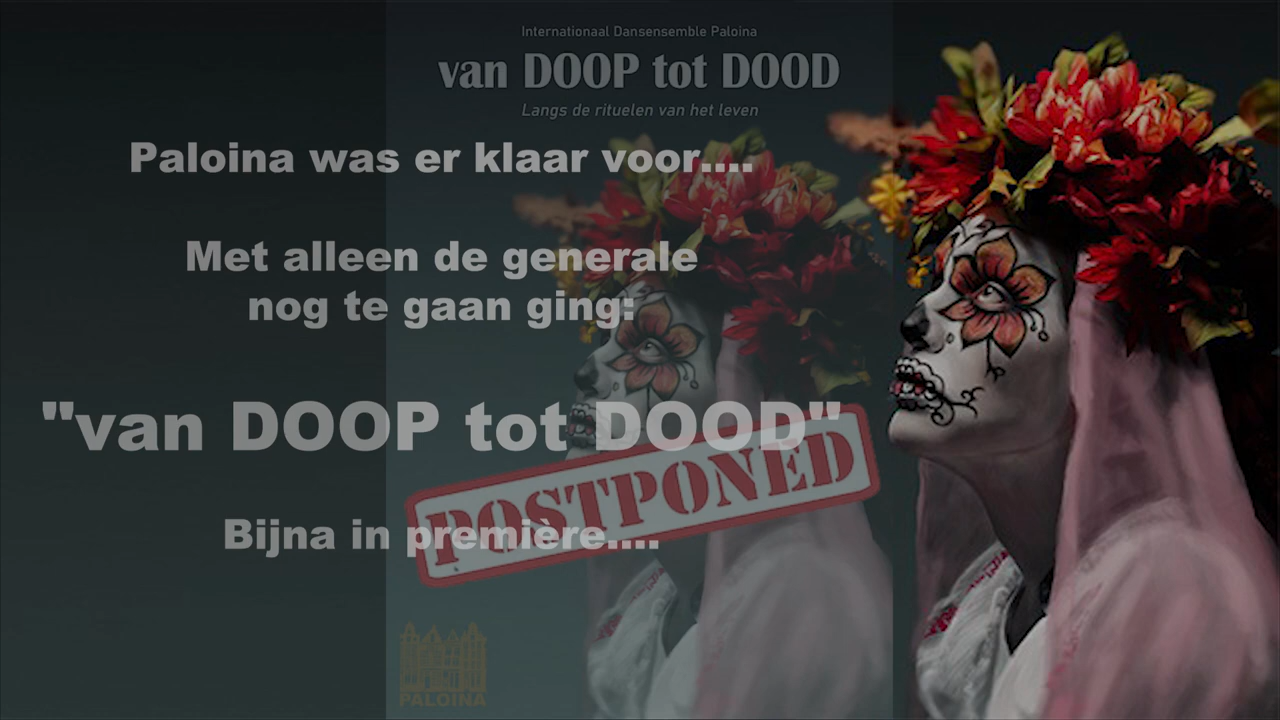 Internationaal Dansensemble Paloina
van DOOP tot DOOD
Langs de rituelen van het leven
Paloina was er klaar voor....
Met alleen de generale
nog te gaan ging:
"van DOOP tot DOOD"
POSTPONED
Bijna in première....
PALOINA